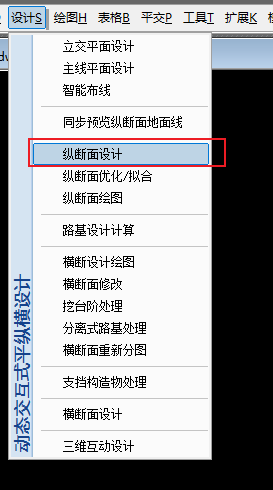 设计S 绘图H 表格B 平交P 工具T 扩展K
立交平面设计
主线平面设计
智能布线
同步预览纵断面地面线
纵断面设计
纵断面优化/拟合
纵断面绘图
路基设计计算
横断设计绘图
横断面修改
挖台阶处理
分离式路基处理
横断面重新分图
支挡构造物处理
横断面设计
三维互动设计
动态交互式平纵横设计